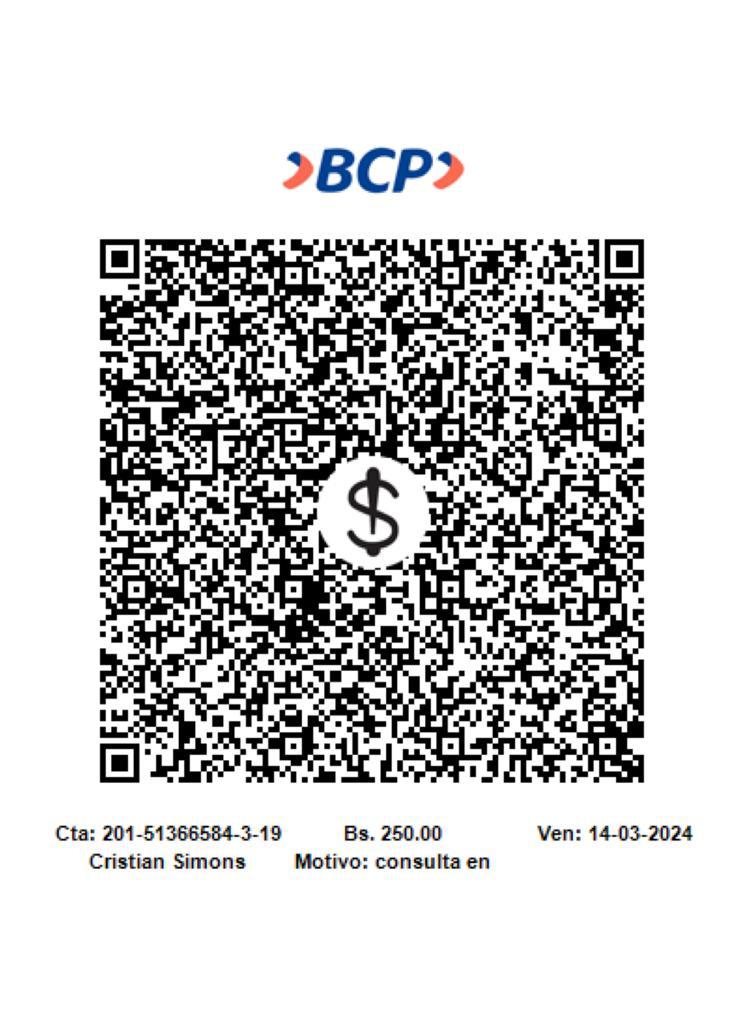 BCP
$
Cta: 201-51366584-3-19 Bs. 250.00 Ven: 14-03-2024
Cristian Simons Motivo: consulta en